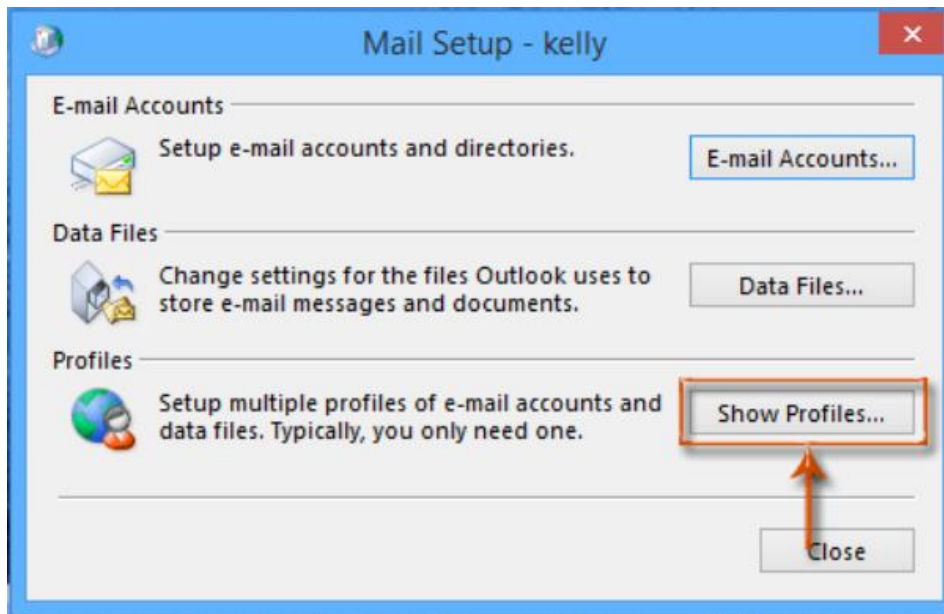 Mail Setup - kelly
E-mail Accounts
Setup e-mail accounts and directories.
E-mail Accounts...
Data Files
Change settings for the files Outlook uses to
store e-mail messages and documents.
Data Files...
Profiles
Setup multiple profiles of e-mail accounts and
data files. Typically, you only need one.
Show Profiles...
Close